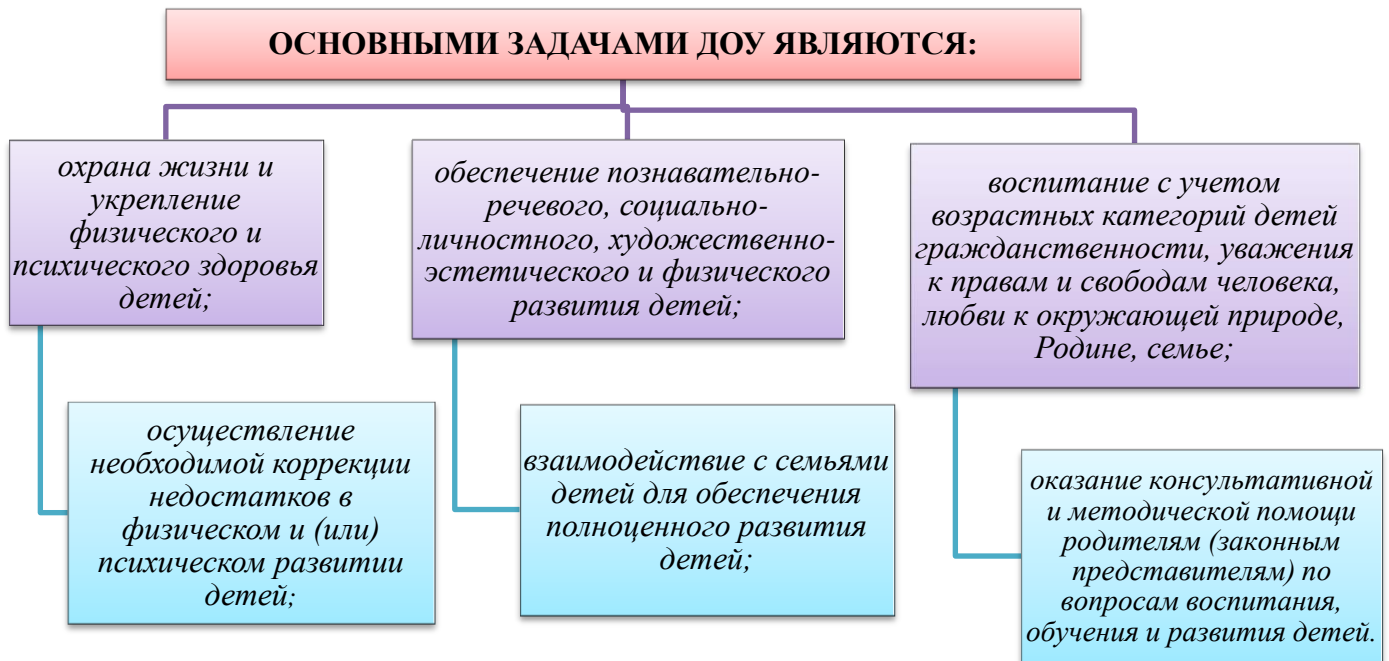 ОСНОВНЫМИ ЗАДАЧАМИ ДОУ ЯВЛЯЮТСЯ:
охрана жизни и
укрепление
физического и
психического здоровья
детей;
обеспечение познавательно-
речевого, социально-
личностного, художественно-
эстетического и физического
развития детей;
воспитание с учетом
возрастных категорий детей
гражданственности, уважения
к правам и свободам человека,
любви к окружающей природе,
Родине, семье;
осуществление
необходимой коррекции
недостатков в
физическом и (или)
психическом развитии
детей;
взаимодействие с семьями
детей для обеспечения
полноценного развития
детей;
оказание консультативной
и методической помощи
родителям (законным
представителям) по
вопросам воспитания,
обучения и развития детей.